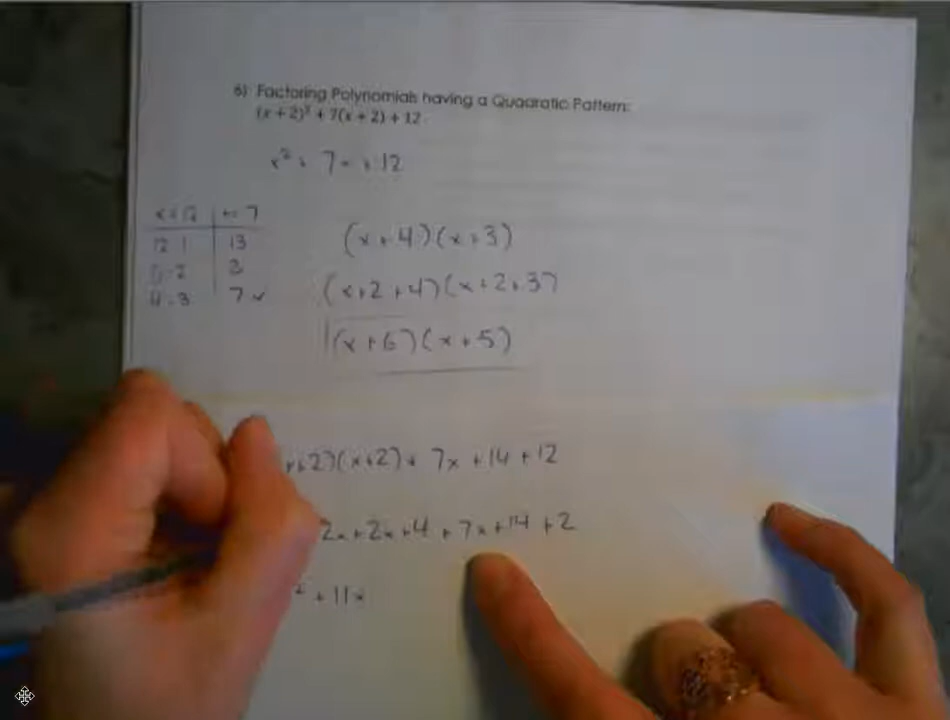 6) Factoring Polynomials having a Quadratic Pattern:
(x + 2)² + 7(x + 2) + 12
x² + 7x + 12
x = 12 | + = 7
12 · 1 | 13
6 · 2 | 8
4 · 3 | 7 ✓
(x + 4)(x + 3)
(x+2 + 4)(x+2+3)
(x + 6)(x + 5)
x+2)(x+2) + 7x + 14 + 12
2x + 2x + 4 + 7x + 14 + 2
² + 11x